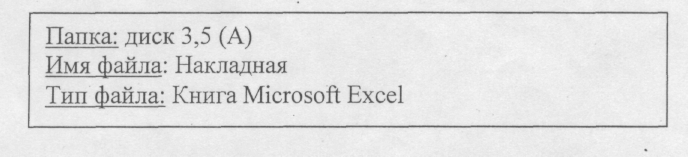 Папка: диск 3,5 (А)
Имя файла: Накладная
Тип файла: Книга Microsoft Excel